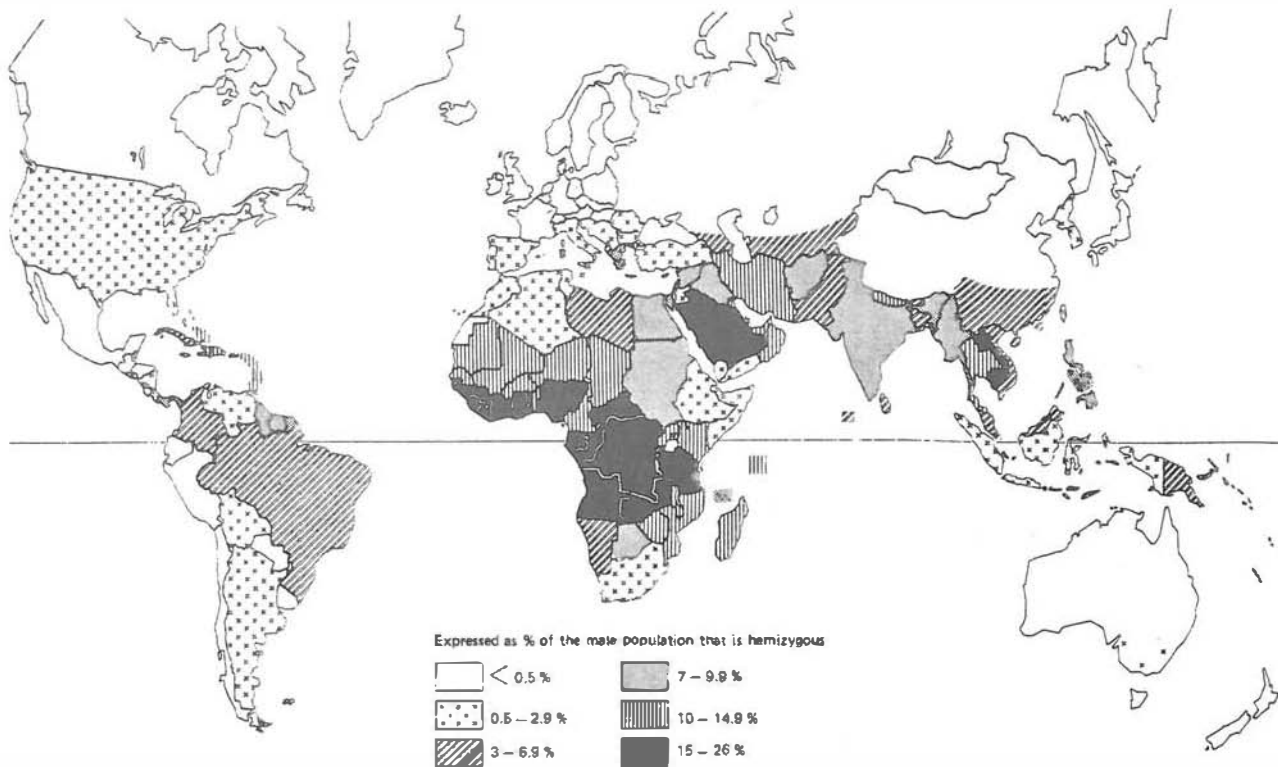 Expressed as % of the male population that is hemizygous
< 0.5 %
7 – 9.9 %
0.5 – 2.9 %
10 – 14.9 %
3 – 6.9 %
15 – 26 %